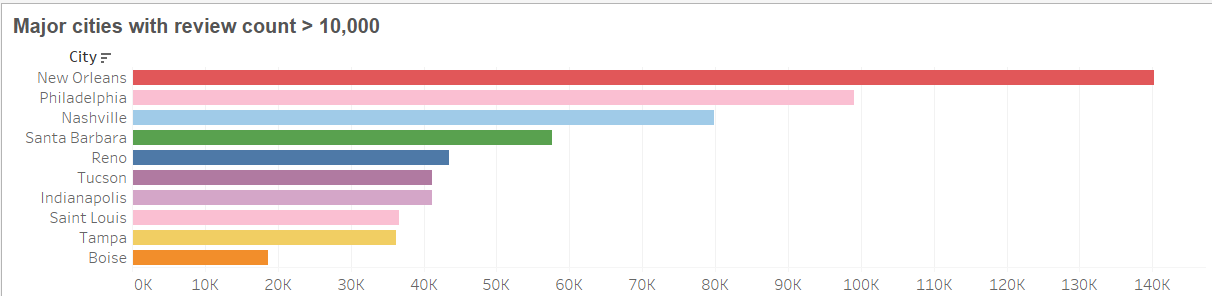 Major cities with review count > 10,000
City
New Orleans
Philadelphia
Nashville
Santa Barbara
Reno
Tucson
Indianapolis
Saint Louis
Tampa
Boise
0K 10K 20K 30K 40K 50K 60K 70K 80K 90K 100K 110K 120K 130K 140K